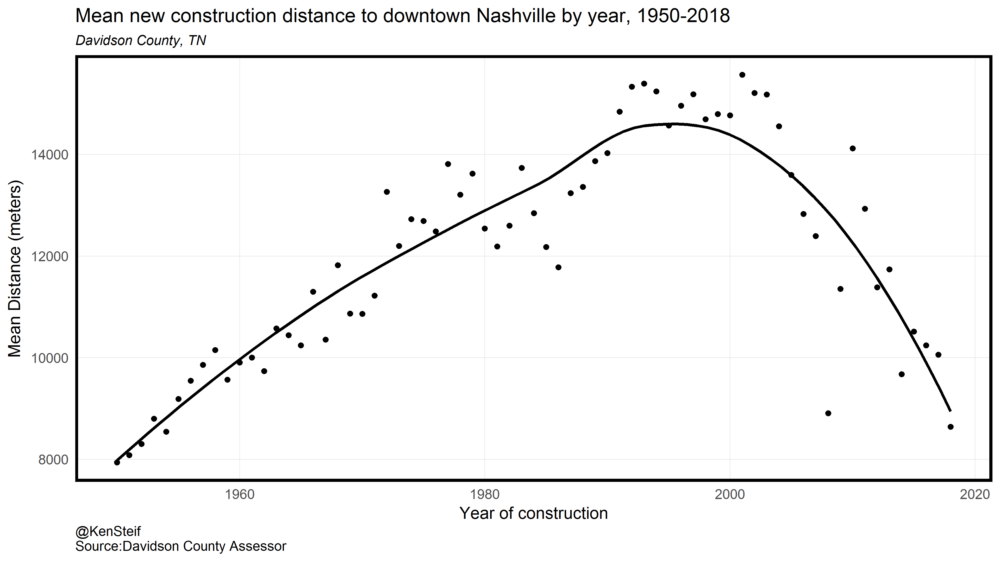 Mean new construction distance to downtown Nashville by year, 1950-2018
Davidson County, TN
Mean Distance (meters)
14000
12000
10000
8000
1960
1980
2000
2020
Year of construction
@KenSteif
Source:Davidson County Assessor